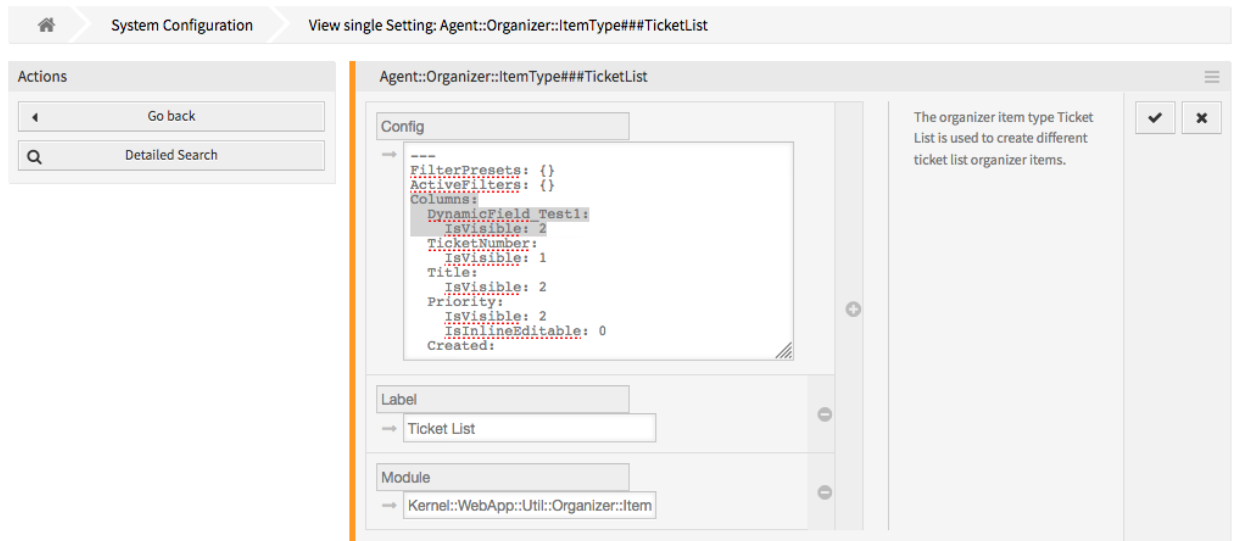 System Configuration
View single Setting: Agent::Organizer::ItemType###TicketList
Actions
Go back
Detailed Search
Agent::Organizer::ItemType###TicketList
Config
---
FilterPresets: {}
ActiveFilters: {}
Columns:
DynamicField_Test1:
IsVisible: 2
TicketNumber:
IsVisible: 1
Title:
IsVisible: 2
Priority:
IsVisible: 2
IsInlineEditable: 0
Created:
Label
Ticket List
Module
Kernel::WebApp::Util::Organizer::Item
The organizer item type Ticket
List is used to create different
ticket list organizer items.